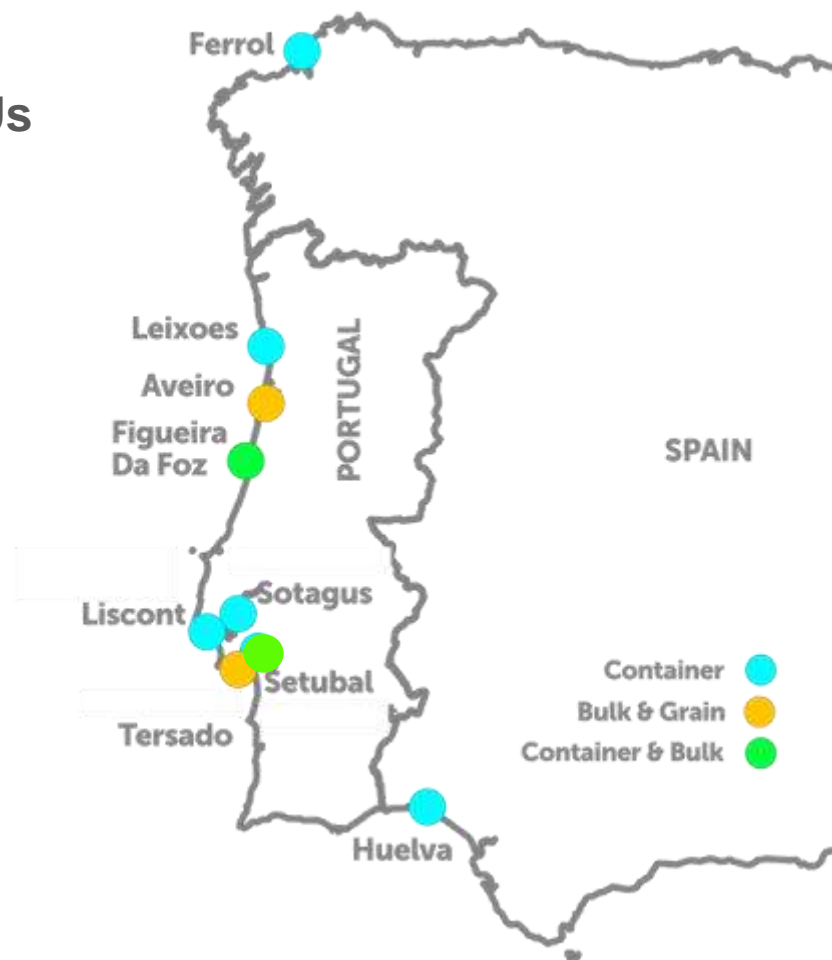 Ferrol
Leixoes
Aveiro
Figueira
Da Foz
PORTUGAL
SPAIN
Sotagus
Liscont
Setubal
Tersado
Huelva
Container
Bulk & Grain
Container & Bulk